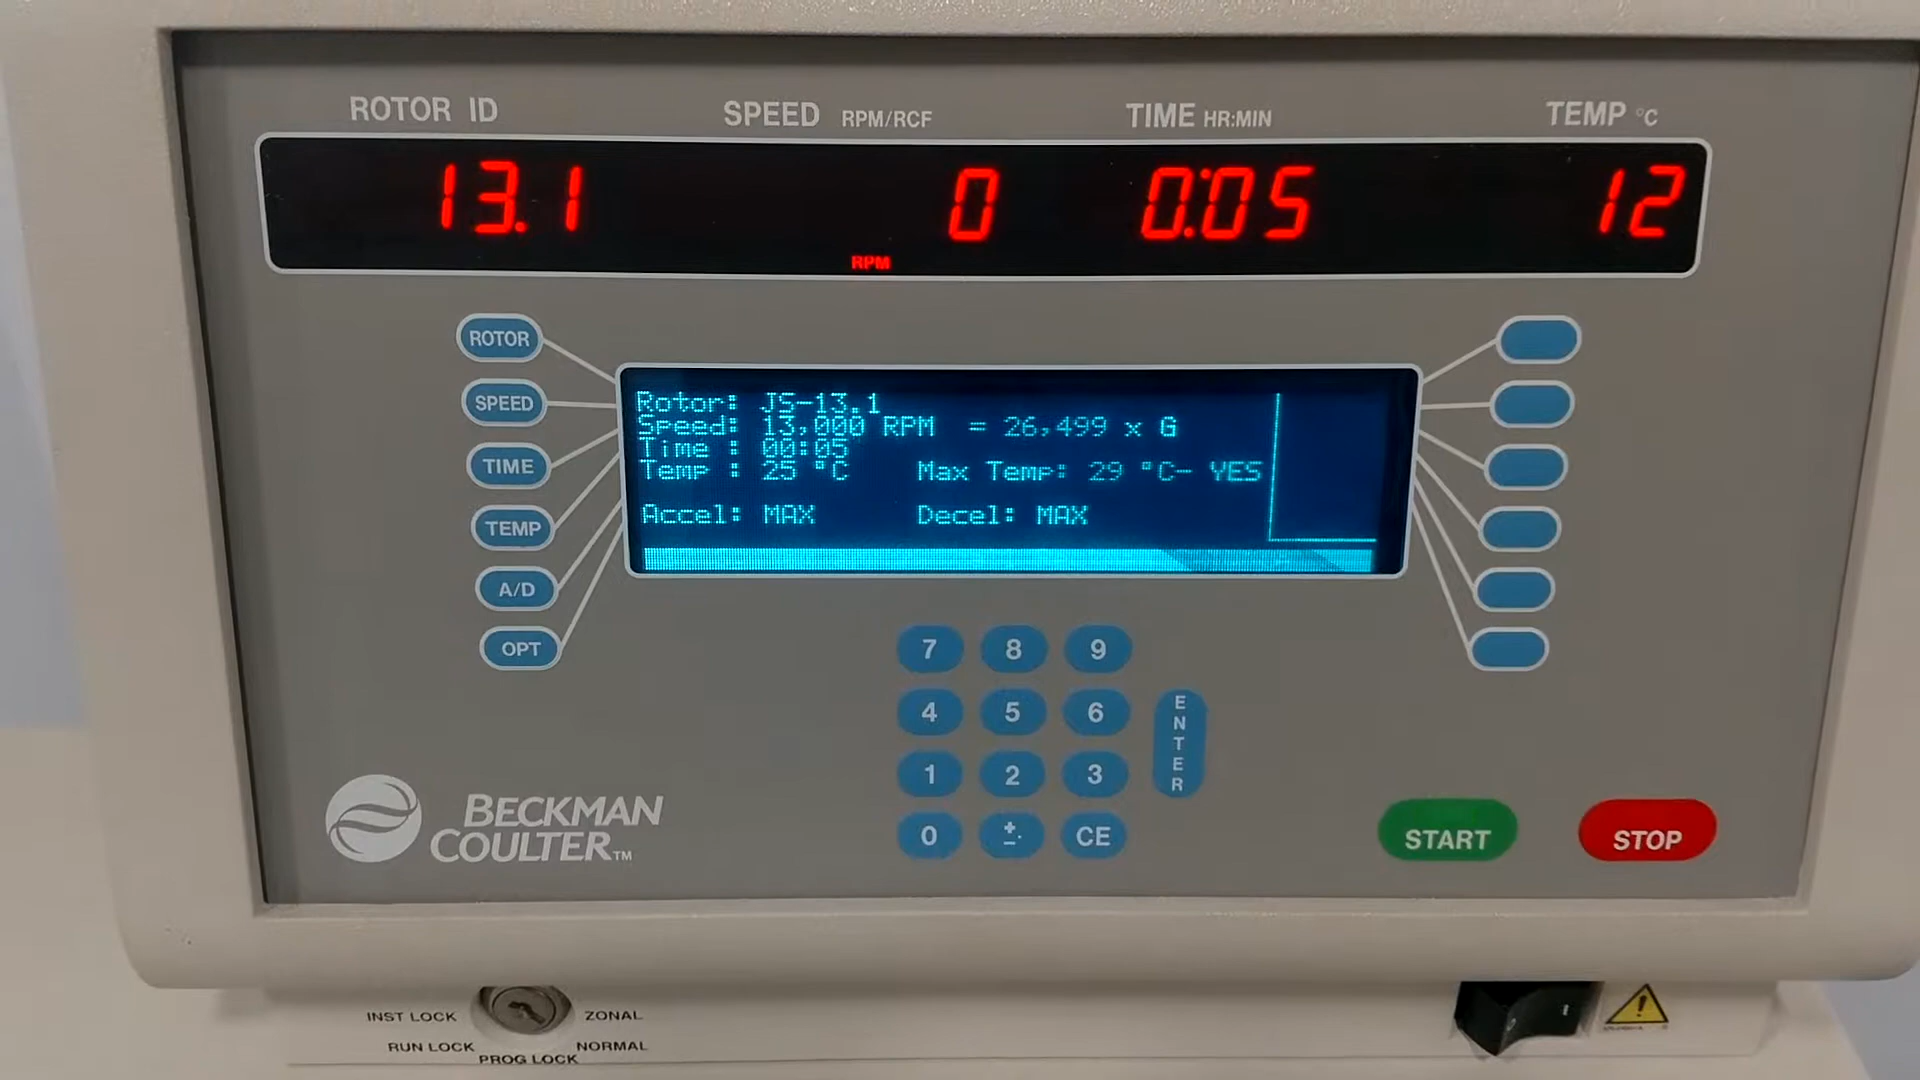 ROTOR ID SPEED RPM/RCF TIME HR:MIN TEMP °C
13.1 0 0:05 12
RPM
ROTOR
SPEED
TIME
TEMP
A/D
OPT
Rotor: JS-13.1
Speed: 13,000 RPM = 26,499 x G
Time : 00:05
Temp : 25 °C Max Temp: 29 °C- YES
Accel: MAX Decel: MAX
7 8 9
4 5 6
1 2 3
0 +. − CE
ENTER
BECKMAN
COULTER™
START STOP
INST LOCK ZONAL
RUN LOCK NORMAL
PROG LOCK